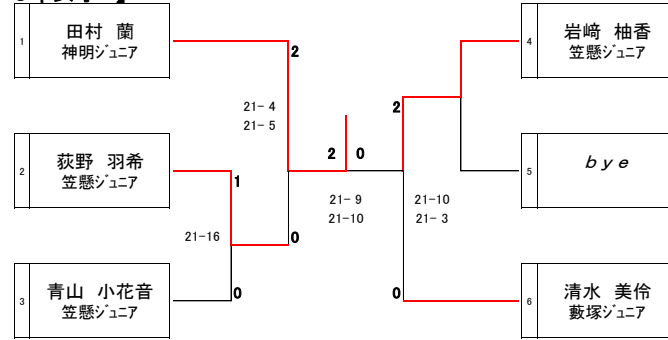 1
田村 蘭
神明ジュニア
2
21- 4
21- 5
2
荻野 羽希
笠懸ジュニア
1
21-16
0
3
青山 小花音
笠懸ジュニア
0
2 0
21- 9
21-10
4
岩﨑 柚香
笠懸ジュニア
2
5
bye
21-10
21- 3
0
6
清水 美伶
藪塚ジュニア